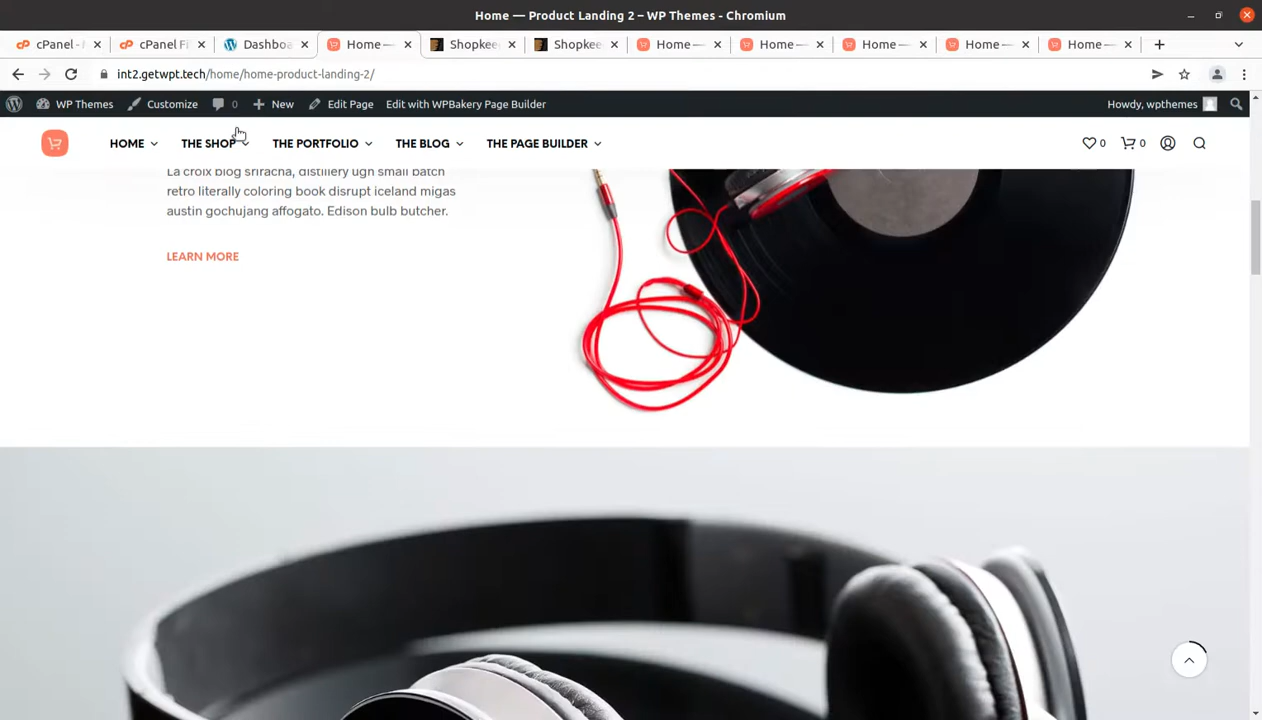 Home — Product Landing 2 – WP Themes - Chromium
cPanel -
cPanel Fi
Dashboa
Home —
Shopkee
Shopkee
Home —
Home —
Home —
Home —
Home —
int2.getwpt.tech/home/home-product-landing-2/
WP Themes
Customize
0
New
Edit Page
Edit with WPBakery Page Builder
Howdy, wpthemes
HOME
THE SHOP
THE PORTFOLIO
THE BLOG
THE PAGE BUILDER
0
0
La croix blog sriracha, distillery ugh small batch
retro literally coloring book disrupt iceland migas
austin gochujang affogato. Edison bulb butcher.
LEARN MORE